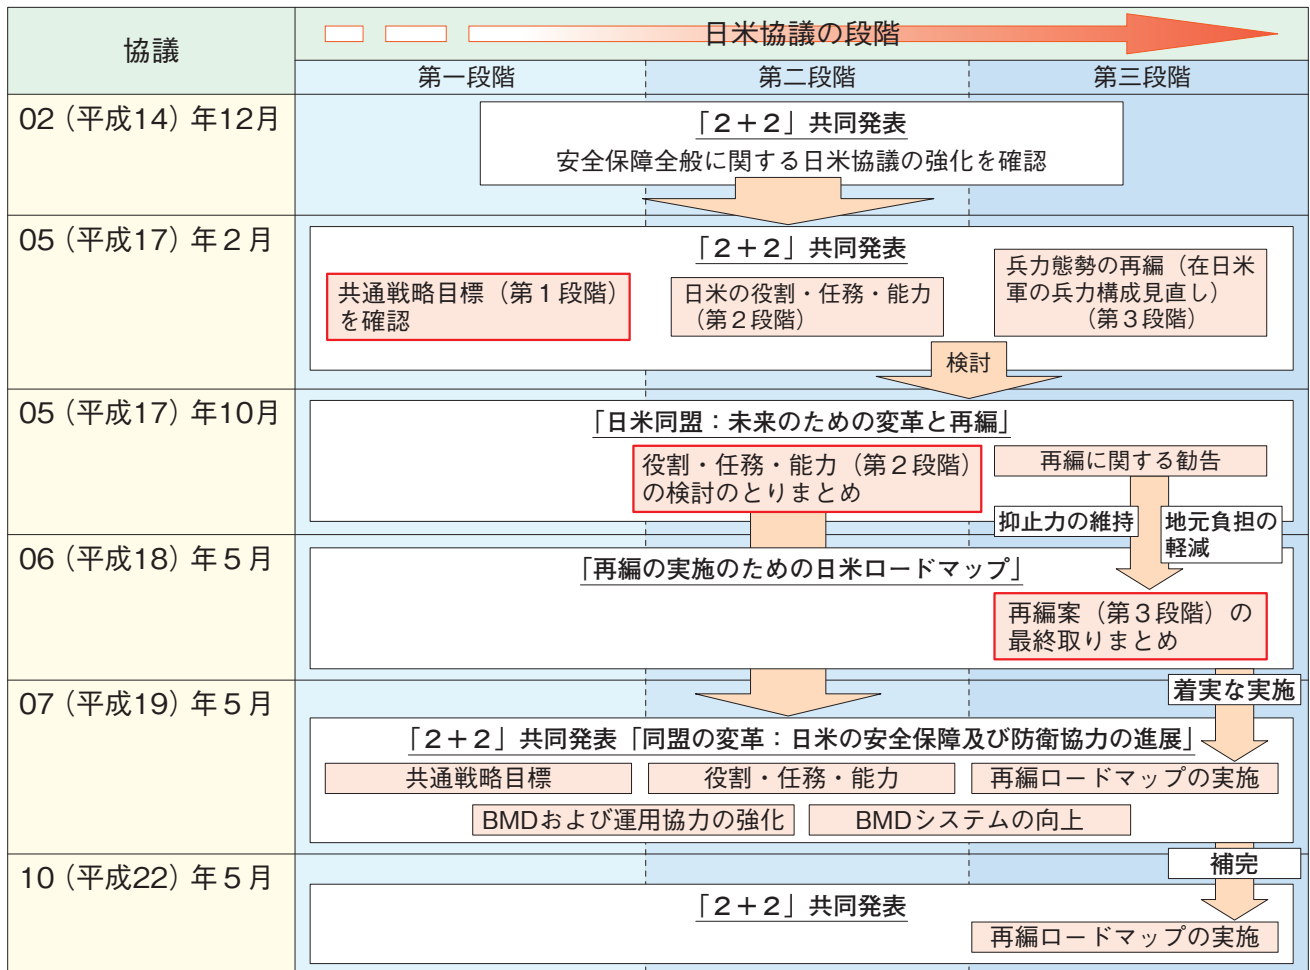 協議
日米協議の段階
第一段階
第二段階
第三段階
02（平成14）年12月
「２＋２」共同発表
安全保障全般に関する日米協議の強化を確認
05（平成17）年２月
「２＋２」共同発表
共通戦略目標（第１段階）
を確認
日米の役割・任務・能力
（第２段階）
兵力態勢の再編（在日米
軍の兵力構成見直し）
（第３段階）
検討
05（平成17）年10月
「日米同盟：未来のための変革と再編」
役割・任務・能力（第２段階）
の検討のとりまとめ
再編に関する勧告
抑止力の維持
地元負担の
軽減
06（平成18）年５月
「再編の実施のための日米ロードマップ」
再編案（第３段階）の
最終取りまとめ
着実な実施
07（平成19）年５月
「２＋２」共同発表「同盟の変革：日米の安全保障及び防衛協力の進展」
共通戦略目標
役割・任務・能力
再編ロードマップの実施
BMDおよび運用協力の強化
BMDシステムの向上
補完
10（平成22）年５月
「２＋２」共同発表
再編ロードマップの実施